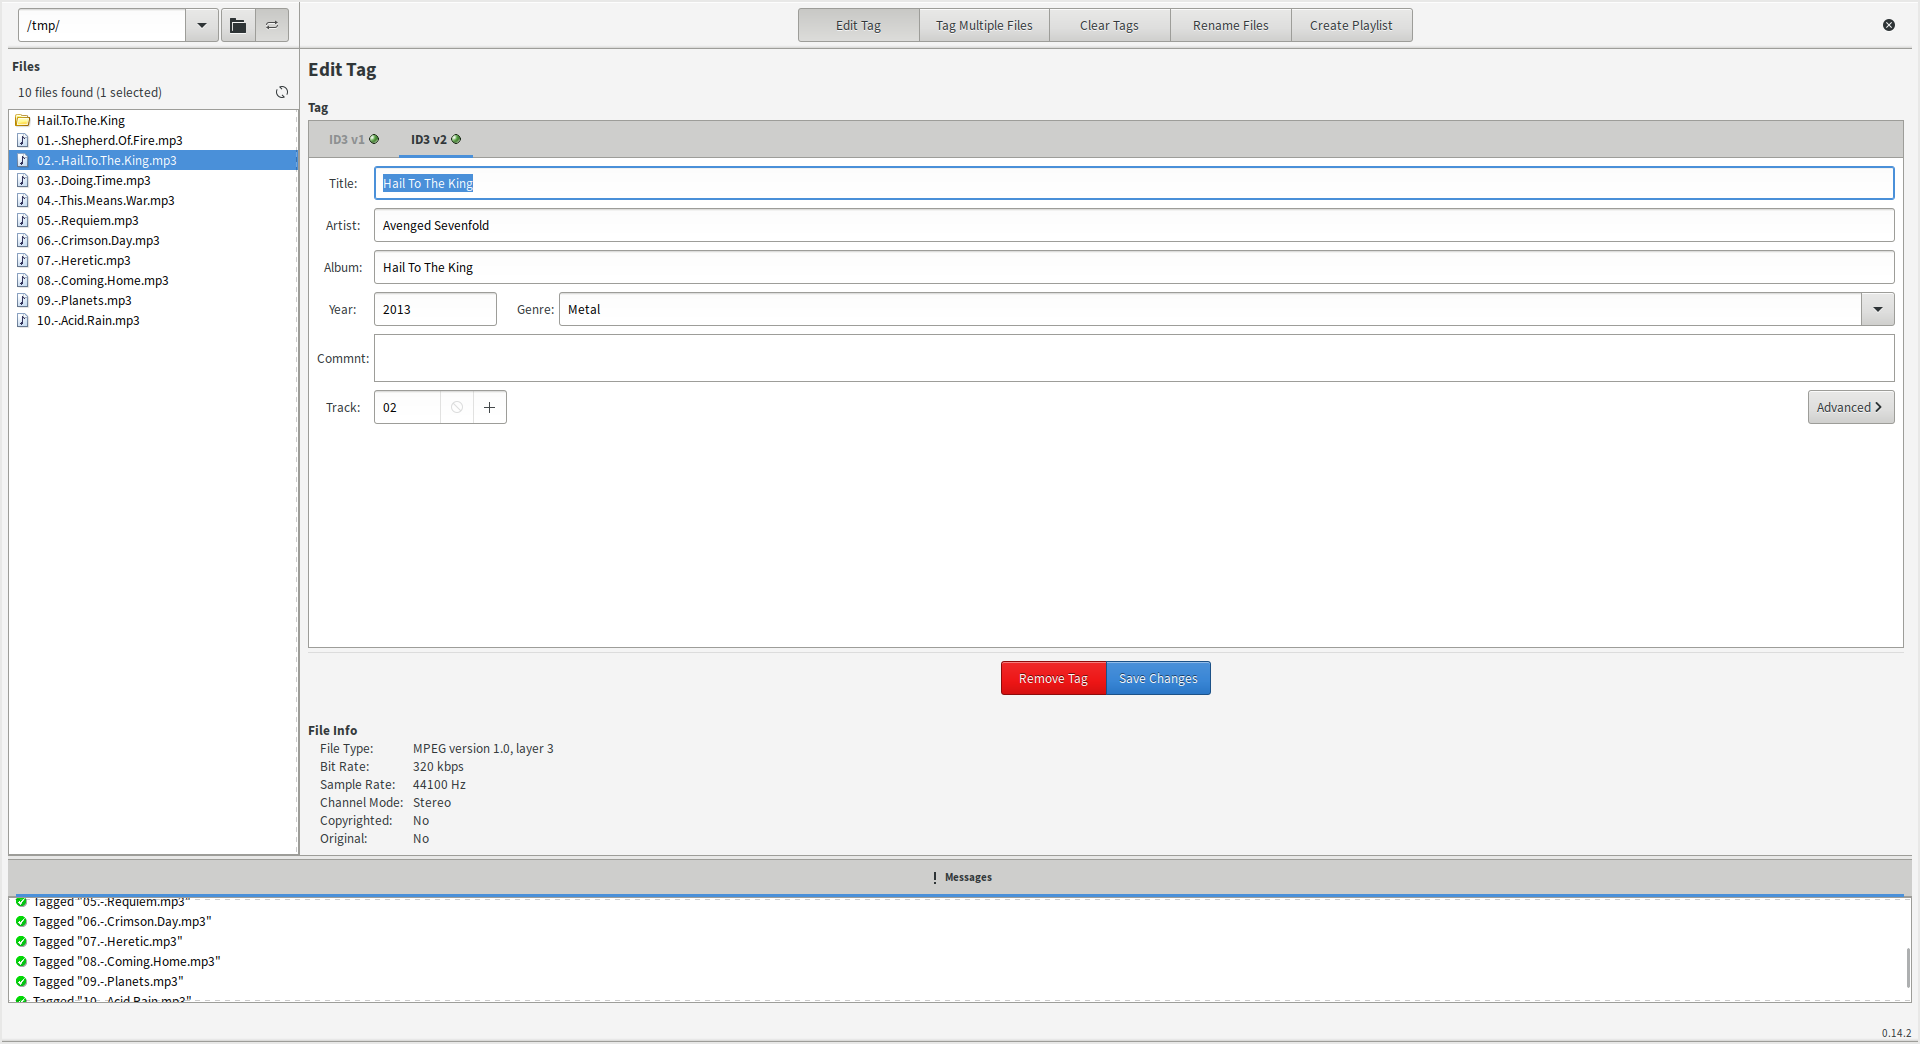 /tmp/
Edit Tag
Tag Multiple Files
Clear Tags
Rename Files
Create Playlist
Files
10 files found (1 selected)
Hail.To.The.King
01.-.Shepherd.Of.Fire.mp3
02.-.Hail.To.The.King.mp3
03.-.Doing.Time.mp3
04.-.This.Means.War.mp3
05.-.Requiem.mp3
06.-.Crimson.Day.mp3
07.-.Heretic.mp3
08.-.Coming.Home.mp3
09.-.Planets.mp3
10.-.Acid.Rain.mp3
Edit Tag
Tag
ID3 v1
ID3 v2
Title: Hail To The King
Artist: Avenged Sevenfold
Album: Hail To The King
Year: 2013 Genre: Metal
Commnt:
Track: 02
Advanced
Remove Tag
Save Changes
File Info
File Type: MPEG version 1.0, layer 3
Bit Rate: 320 kbps
Sample Rate: 44100 Hz
Channel Mode: Stereo
Copyrighted: No
Original: No
Messages
Tagged "05.-.Requiem.mp3"
Tagged "06.-.Crimson.Day.mp3"
Tagged "07.-.Heretic.mp3"
Tagged "08.-.Coming.Home.mp3"
Tagged "09.-.Planets.mp3"
Tagged "10.-.Acid.Rain.mp3"
0.14.2